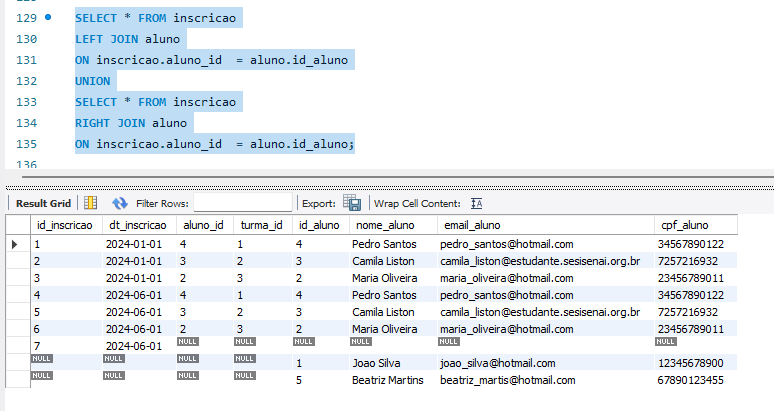 129 SELECT * FROM inscricao
130 LEFT JOIN aluno
131 ON inscricao.aluno_id  = aluno.id_aluno
132 UNION
133 SELECT * FROM inscricao
134 RIGHT JOIN aluno
135 ON inscricao.aluno_id  = aluno.id_aluno;
136
Result Grid Filter Rows: Export: Wrap Cell Content: IA
id_inscricao dt_inscricao aluno_id turma_id id_aluno nome_aluno email_aluno cpf_aluno
1 2024-01-01 4 1 4 Pedro Santos pedro_santos@hotmail.com 34567890122
2 2024-01-01 3 2 3 Camila Liston camila_liston@estudante.sesisenai.org.br 7257216932
3 2024-01-01 2 3 2 Maria Oliveira maria_oliveira@hotmail.com 23456789011
4 2024-06-01 4 1 4 Pedro Santos pedro_santos@hotmail.com 34567890122
5 2024-06-01 3 2 3 Camila Liston camila_liston@estudante.sesisenai.org.br 7257216932
6 2024-06-01 2 3 2 Maria Oliveira maria_oliveira@hotmail.com 23456789011
7 2024-06-01 NULL NULL NULL NULL NULL NULL
NULL NULL NULL NULL 1 Joao Silva joao_silva@hotmail.com 12345678900
NULL NULL NULL NULL 5 Beatriz Martins beatriz_martis@hotmail.com 67890123455